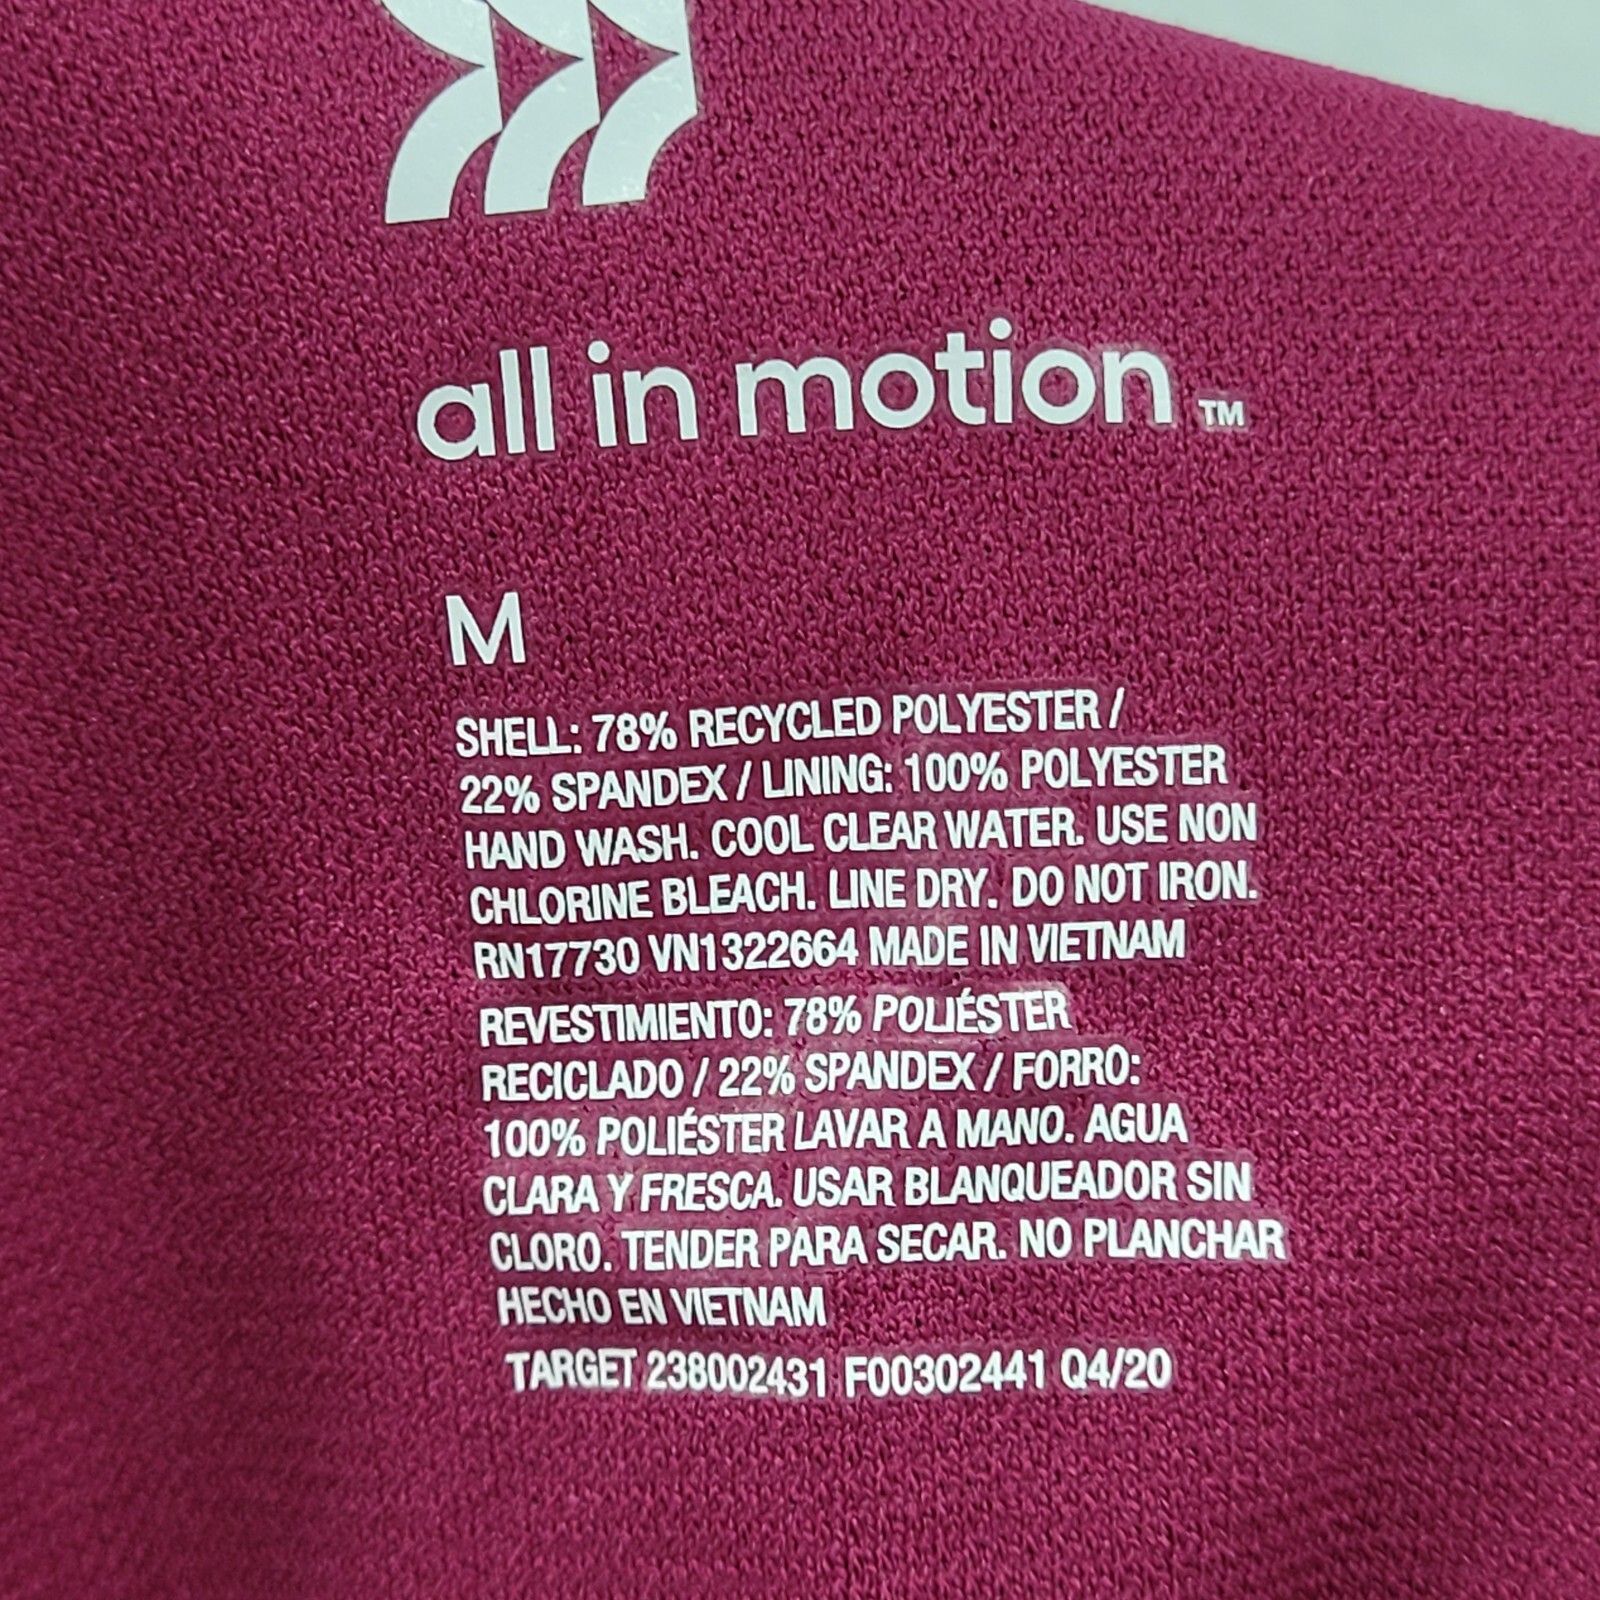 all in motion ™
M
SHELL: 78% RECYCLED POLYESTER /
22% SPANDEX / LINING: 100% POLYESTER
HAND WASH. COOL CLEAR WATER. USE NON
CHLORINE BLEACH. LINE DRY. DO NOT IRON.
RN17730 VN1322664 MADE IN VIETNAM
REVESTIMIENTO: 78% POLIÉSTER
RECICLADO / 22% SPANDEX / FORRO:
100% POLIÉSTER LAVAR A MANO. AGUA
CLARA Y FRESCA. USAR BLANQUEADOR SIN
CLORO. TENDER PARA SECAR. NO PLANCHAR
HECHO EN VIETNAM
TARGET 238002431 F00302441 Q4/20